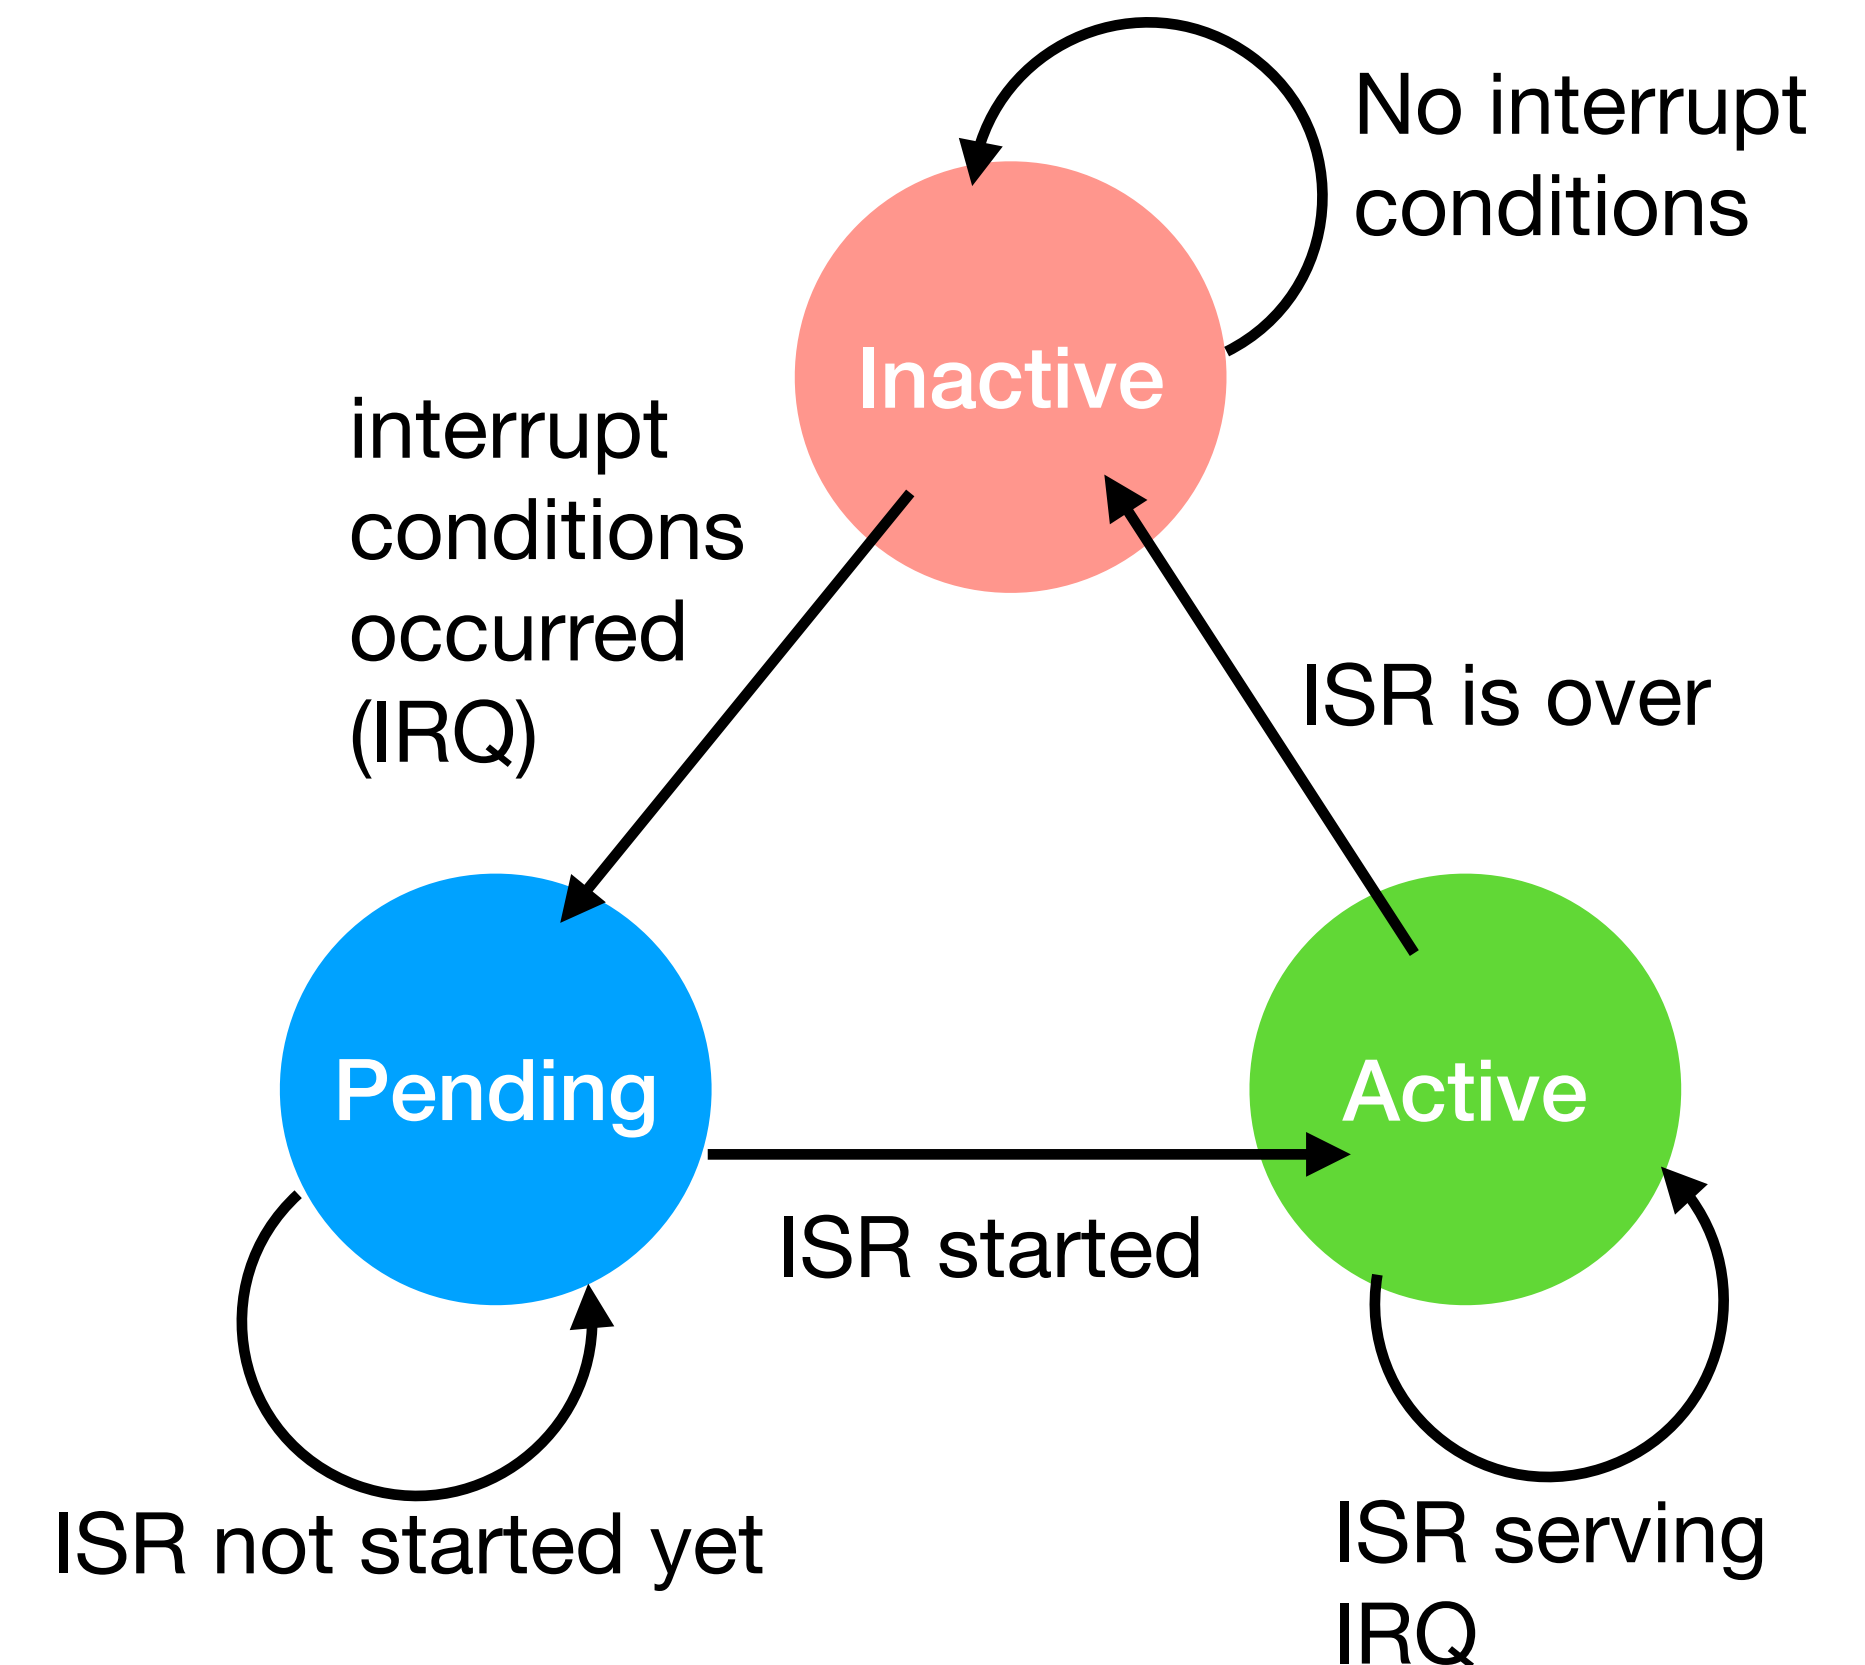 No interrupt
conditions
Inactive
interrupt
conditions
occurred
(IRQ)
ISR is over
Pending
Active
ISR started
ISR not started yet
ISR serving
IRQ